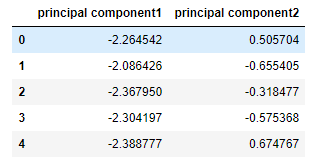 principal component1 principal component2
0 -2.264542 0.505704
1 -2.086426 -0.655405
2 -2.367950 -0.318477
3 -2.304197 -0.575368
4 -2.388777 0.674767